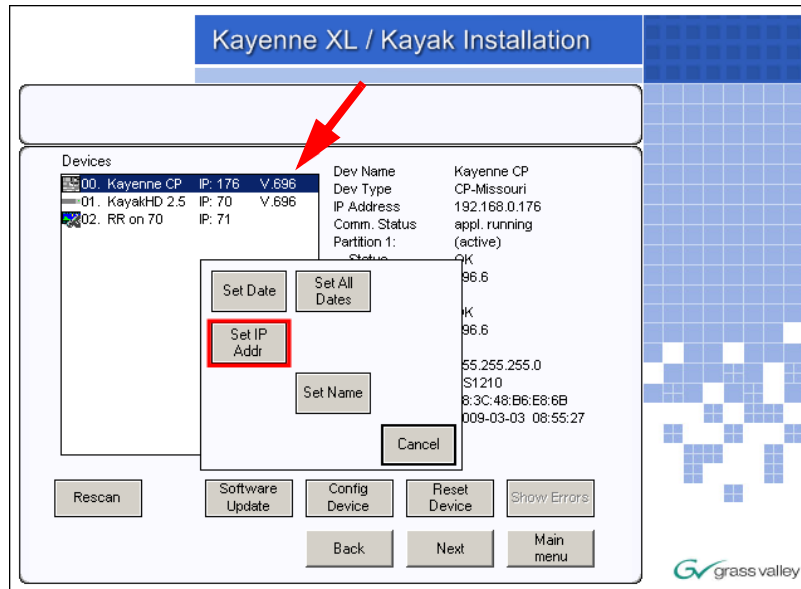 Kayenne XL / Kayak Installation
Devices
00. Kayenne CP IP: 176 V.696
01. KayakHD 2.5 IP: 70 V.696
02. RR on 70 IP: 71
Dev Name Kayenne CP
Dev Type CP-Missouri
IP Address 192.168.0.176
Comm. Status appl. running
Partition 1: (active)
Status OK
96.6
OK
96.6
55.255.255.0
S1210
8:3C:48:B6:E8:6B
009-03-03 08:55:27
Set Date
Set All
Dates
Set IP
Addr
Set Name
Cancel
Rescan
Software
Update
Config
Device
Reset
Device
Show Errors
Back
Next
Main
menu
GV grass valley